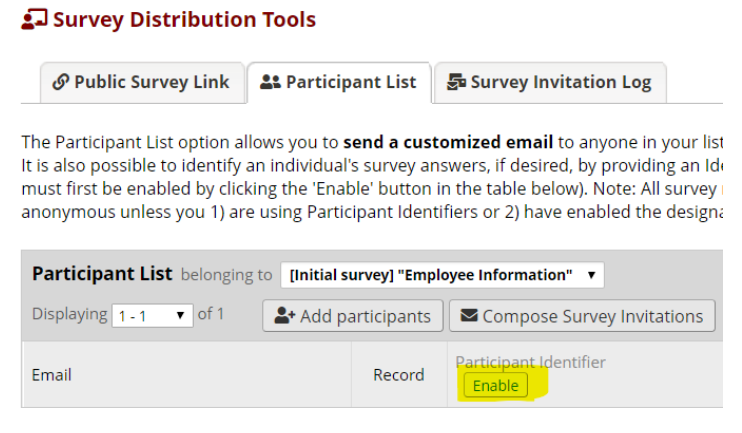 Survey Distribution Tools
Public Survey Link Participant List Survey Invitation Log
The Participant List option allows you to send a customized email to anyone in your list
It is also possible to identify an individual's survey answers, if desired, by providing an Ide
must first be enabled by clicking the 'Enable' button in the table below). Note: All survey
anonymous unless you 1) are using Participant Identifiers or 2) have enabled the designa
Participant List belonging to [Initial survey] "Employee Information"
Displaying 1 - 1 of 1 Add participants Compose Survey Invitations
Participant Identifier
Email Record Enable